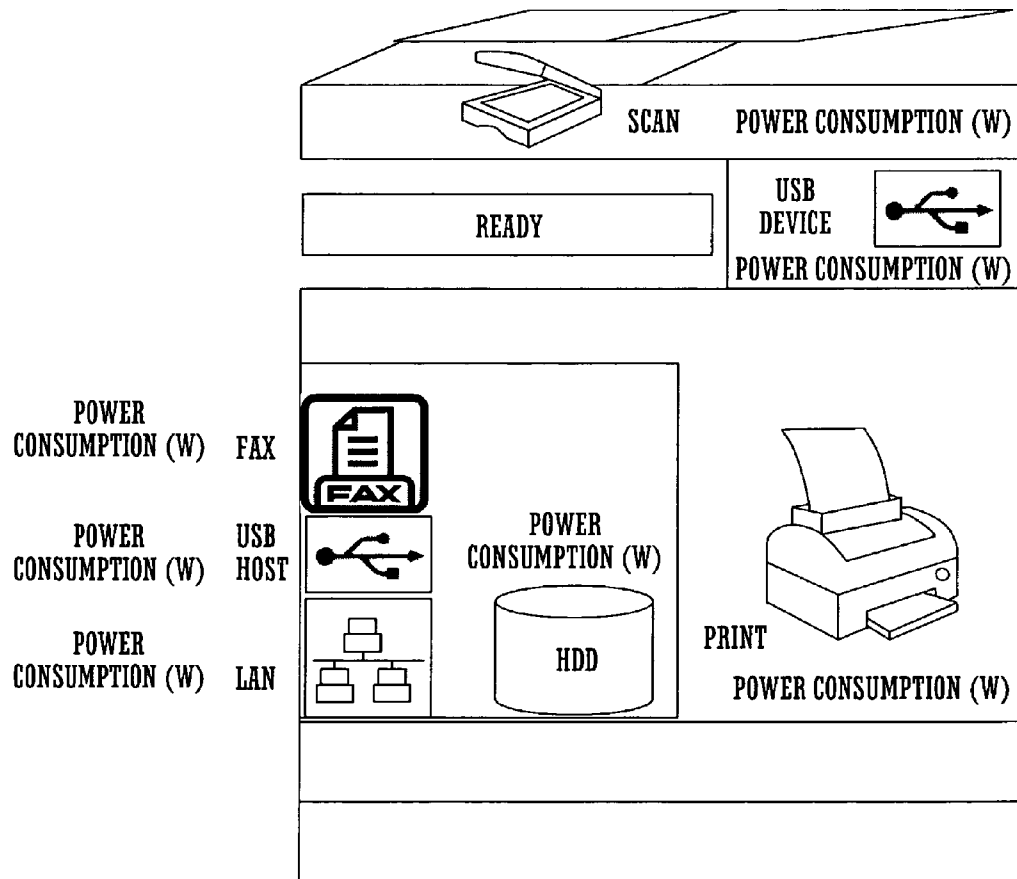 SCAN POWER CONSUMPTION (W)
USB
DEVICE
READY
POWER CONSUMPTION (W)
POWER
CONSUMPTION (W) FAX
FAX
POWER
CONSUMPTION (W)
USB
HOST
POWER
CONSUMPTION (W)
HDD
POWER
CONSUMPTION (W) LAN
PRINT
POWER CONSUMPTION (W)